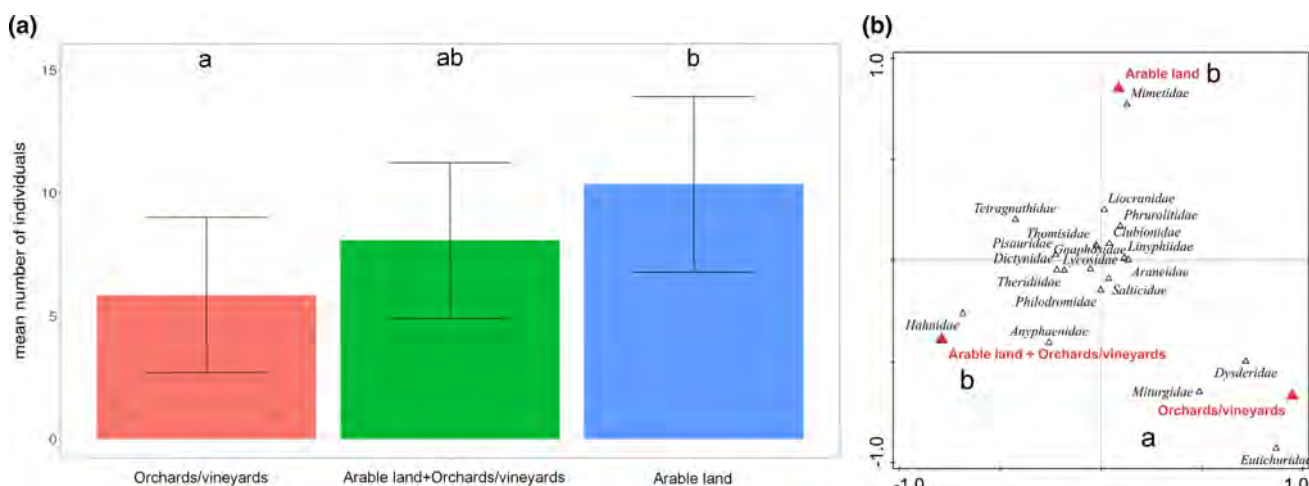 (a)
a
ab
b
15
10
5
0
mean number of individuals
Orchards/vineyards
Arable land+Orchards/vineyards
Arable land
(b)
1.0
-1.0
-1.0
1.0
Arable land
b
Mimetidae
Liocranidae
Tetragnathidae
Phrurolitidae
Thomisidae
Clubionidae
Pisauridae
Gnaphosidae
Linyphiidae
Dictynidae
Lycosidae
Araneidae
Theridiidae
Salticidae
Philodromidae
Hahnidae
Anyphaenidae
Arable land + Orchards/vineyards
b
Dysderidae
Miturgidae
Orchards/vineyards
a
Eutichuridae